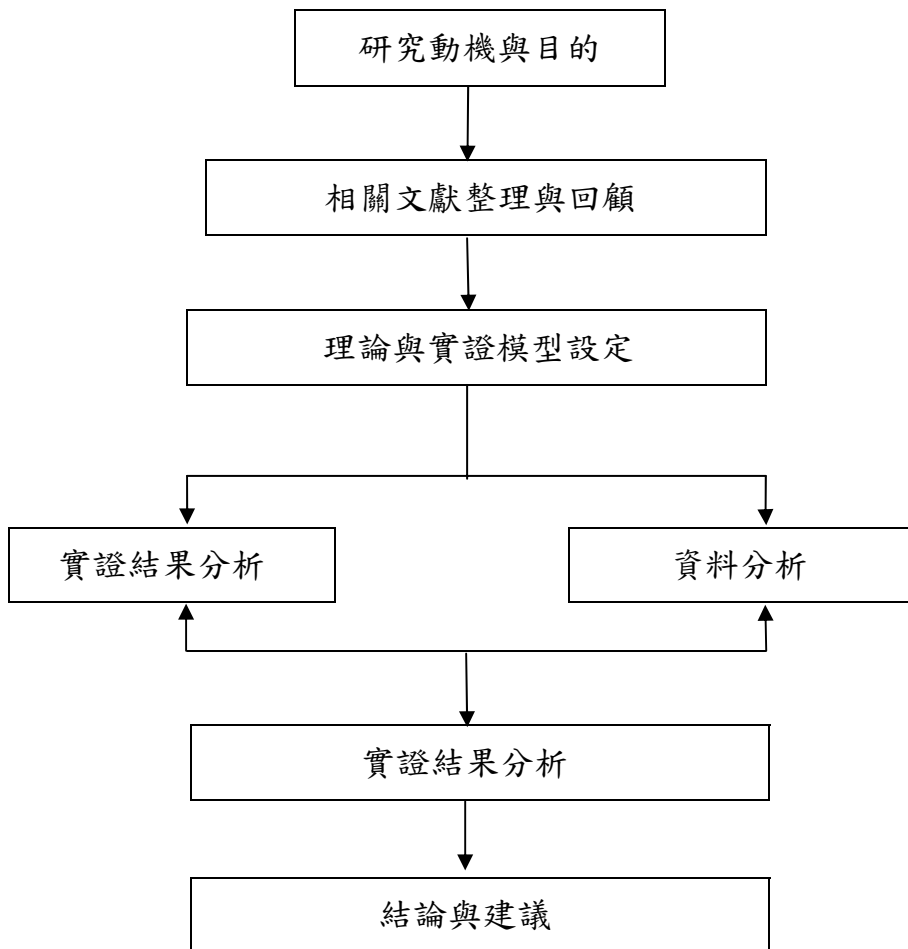 研究動機與目的
相關文獻整理與回顧
理論與實證模型設定
實證結果分析
資料分析
實證結果分析
結論與建議